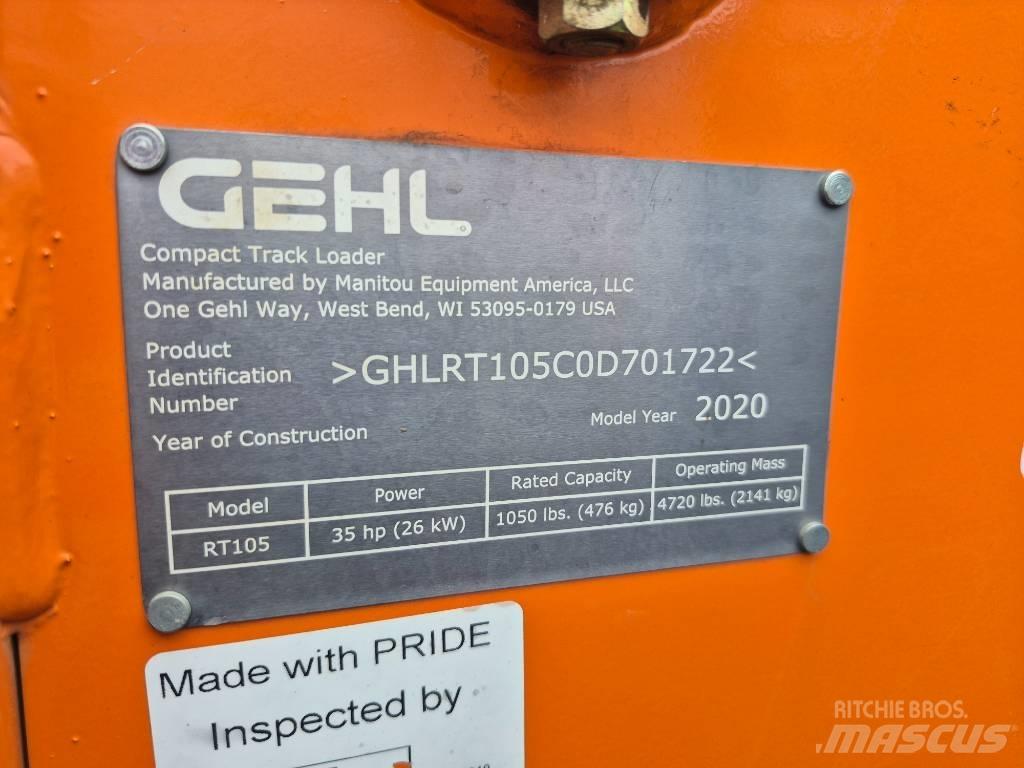 GEHL
Compact Track Loader
Manufactured by Manitou Equipment America, LLC
One Gehl Way, West Bend, WI 53095-0179 USA
Product
Identification
Number
>GHLRT105C0D701722<
Year of Construction
Model Year 2020
Model Power Rated Capacity Operating Mass
RT105 35 hp (26 kW) 1050 lbs. (476 kg) 4720 lbs. (2141 kg)
Made with PRIDE
Inspected by
RITCHIE BROS.
MASCUS